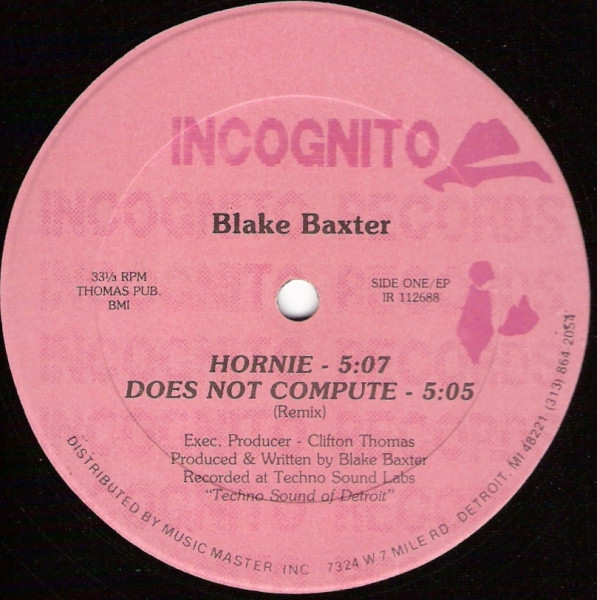 INCOGNITO
INCOGNITO RECORDS
Blake Baxter
33⅓ RPM
THOMAS PUB.
BMI
SIDE ONE/EP
IR 112688
HORNIE - 5:07
DOES NOT COMPUTE - 5:05
(Remix)
Exec. Producer - Clifton Thomas
Produced & Written by Blake Baxter
Recorded at Techno Sound Labs
"Techno Sound of Detroit"
DISTRIBUTED BY MUSIC MASTER, INC 7324 W 7 MILE RD. DETROIT. MI 48221 (313) 864 2054